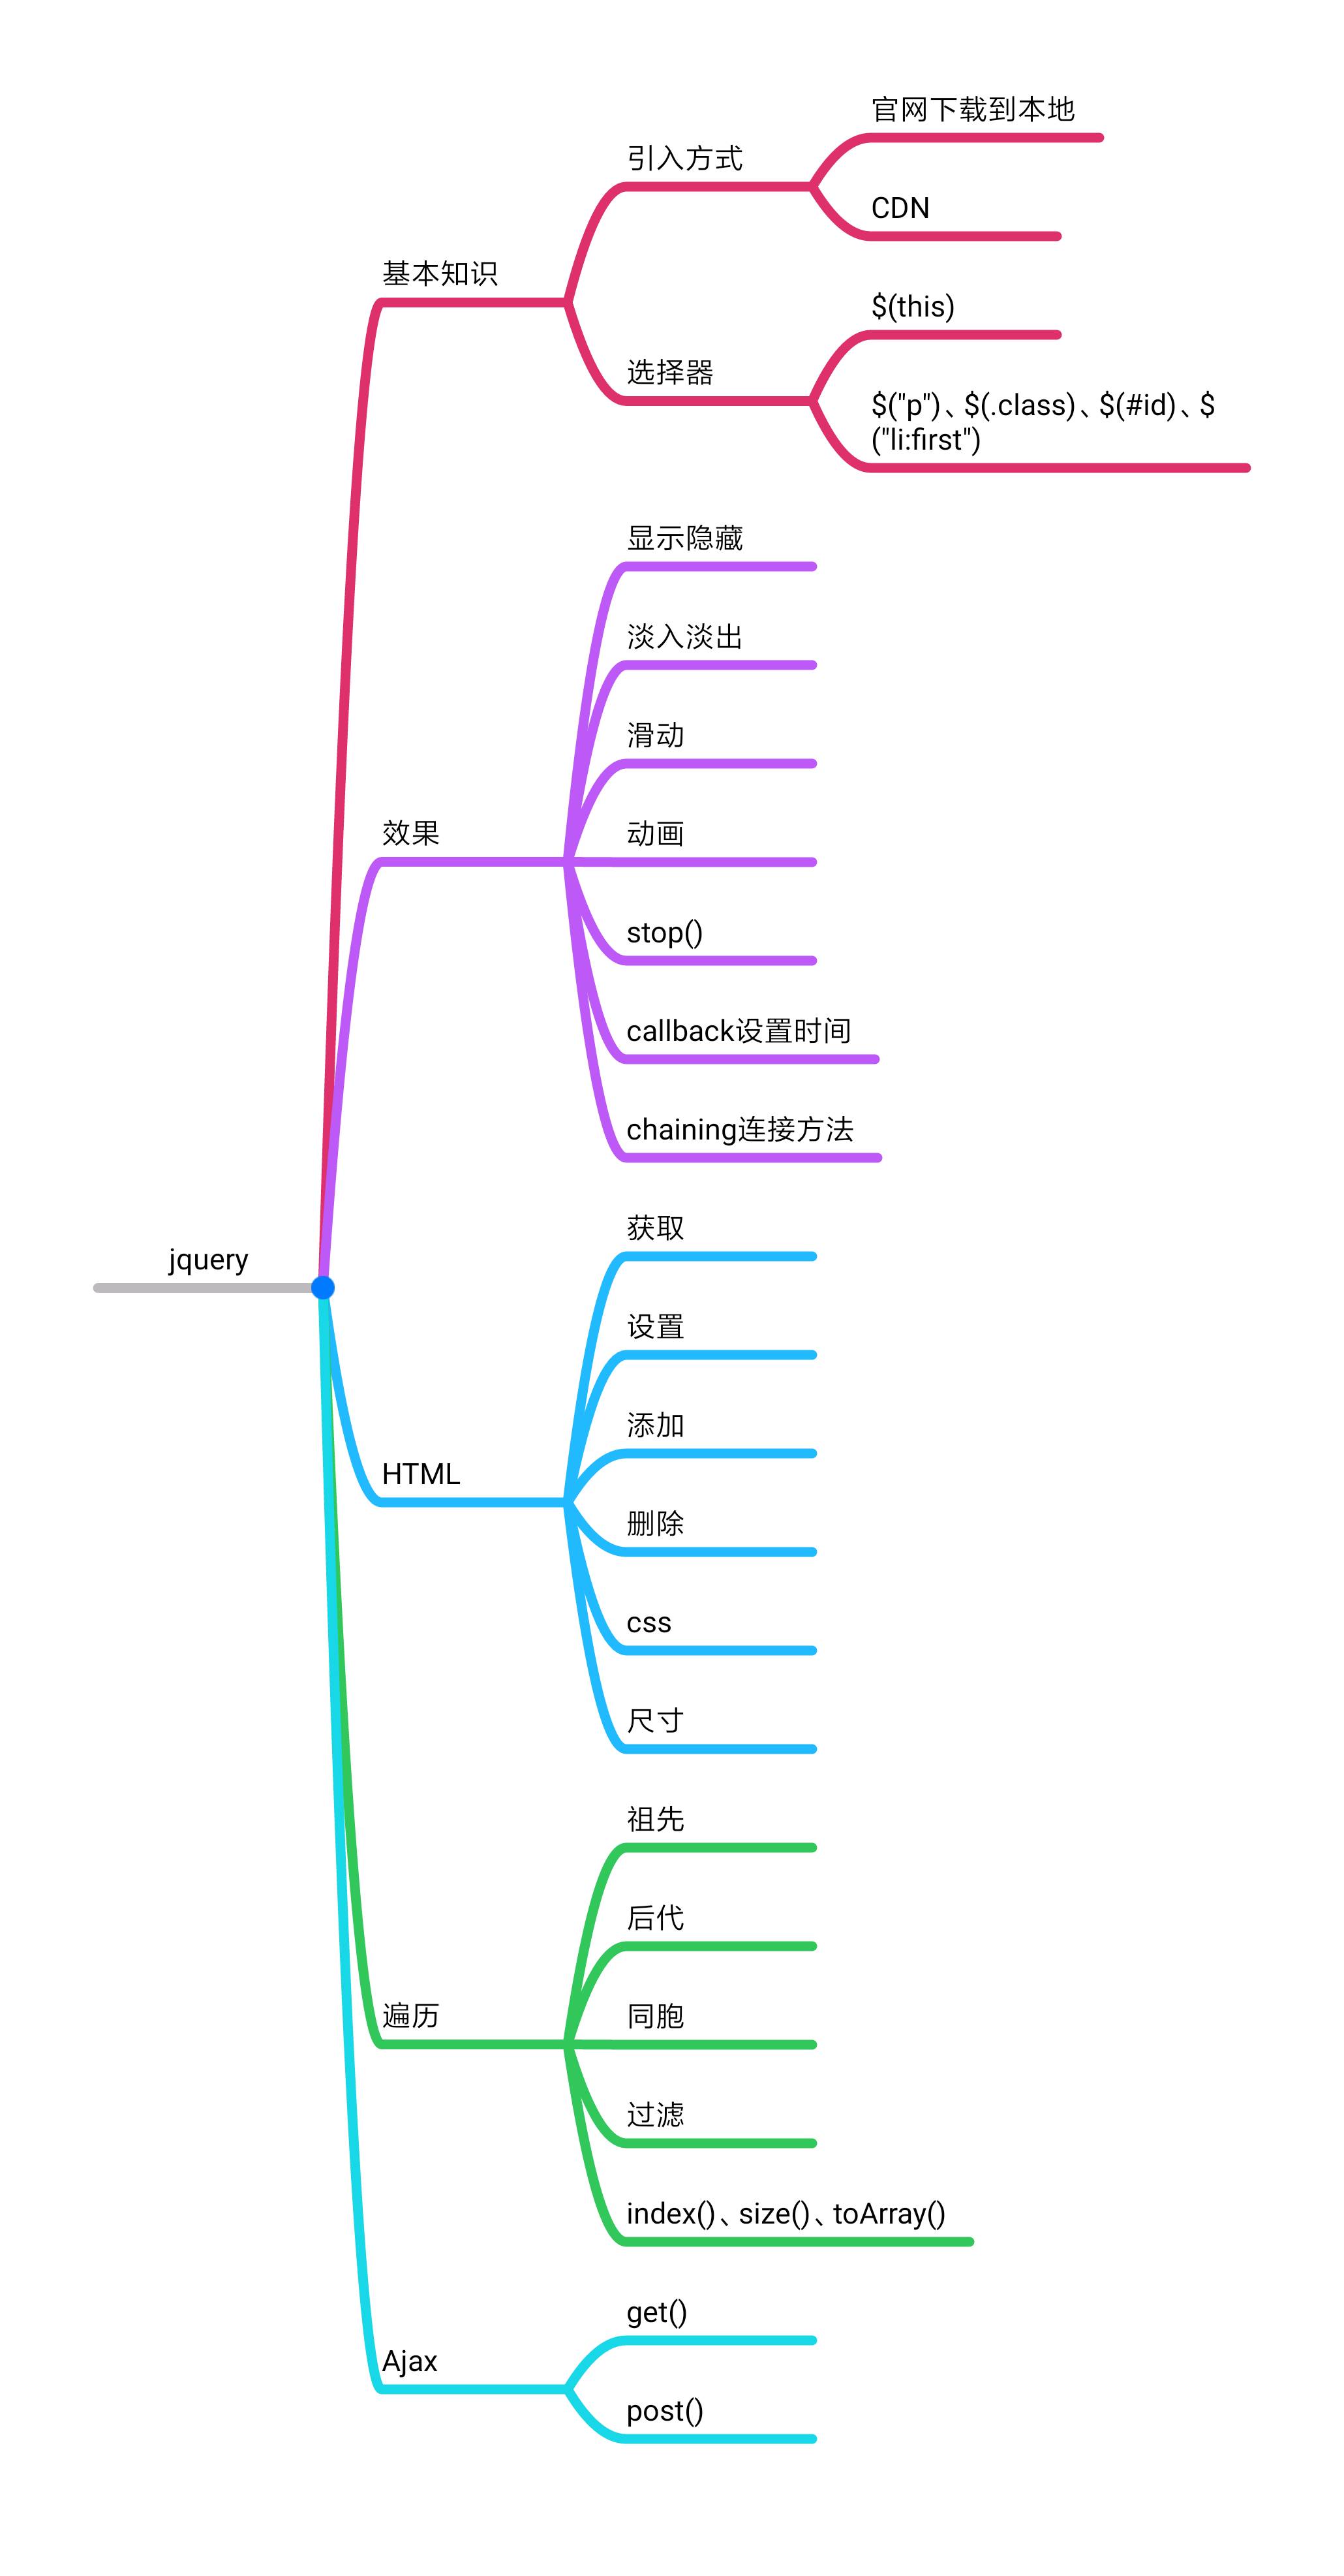 官网下载到本地
引入方式
CDN
基本知识
$(this)
选择器
$("p")、$(.class)、$(#id)、$
("li:first")
显示隐藏
淡入淡出
滑动
效果
动画
stop()
callback设置时间
chaining连接方法
获取
jquery
设置
添加
HTML
删除
css
尺寸
祖先
后代
遍历
同胞
过滤
index()、size()、toArray()
get()
Ajax
post()